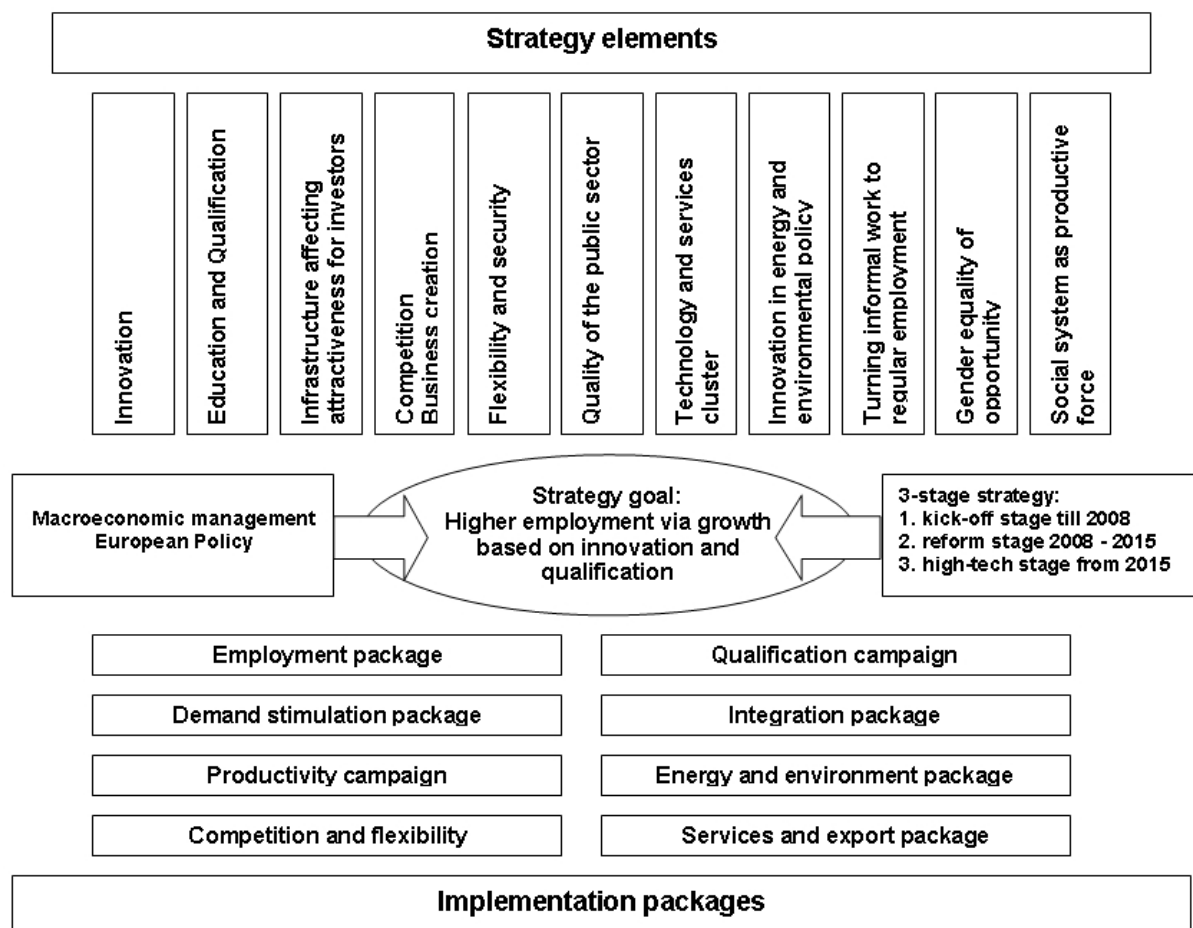 Strategy elements
Innovation
Education and Qualification
Infrastructure affecting
attractiveness for investors
Competition
Business creation
Flexibility and security
Quality of the public sector
Technology and services
cluster
Innovation in energy and
environmental policy
Turning informal work to
regular employment
Gender equality of
opportunity
Social system as productive
force
Macroeconomic management
European Policy
Strategy goal:
Higher employment via growth
based on innovation and
qualification
3-stage strategy:
1. kick-off stage till 2008
2. reform stage 2008 - 2015
3. high-tech stage from 2015
Employment package
Qualification campaign
Demand stimulation package
Integration package
Productivity campaign
Energy and environment package
Competition and flexibility
Services and export package
Implementation packages